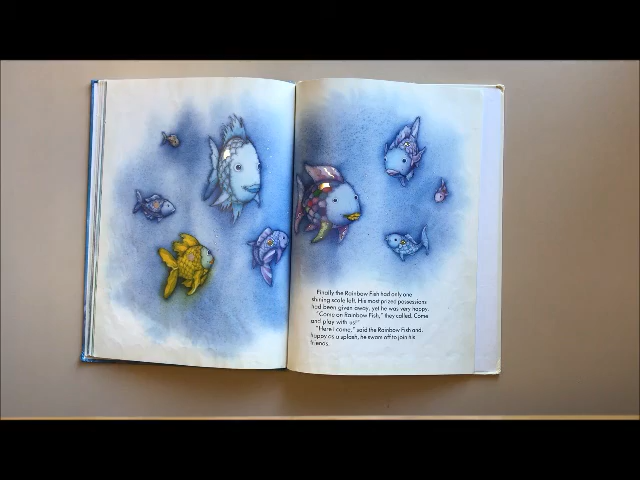 Finally the Rainbow Fish had only one
shining scale left. His most prized possessions
had been given away, yet he was very happy.
"Come on Rainbow Fish," they called. Come
and play with us!"
"Here I come," said the Rainbow Fish and,
happy as a splash, he swam off to join his
friends.